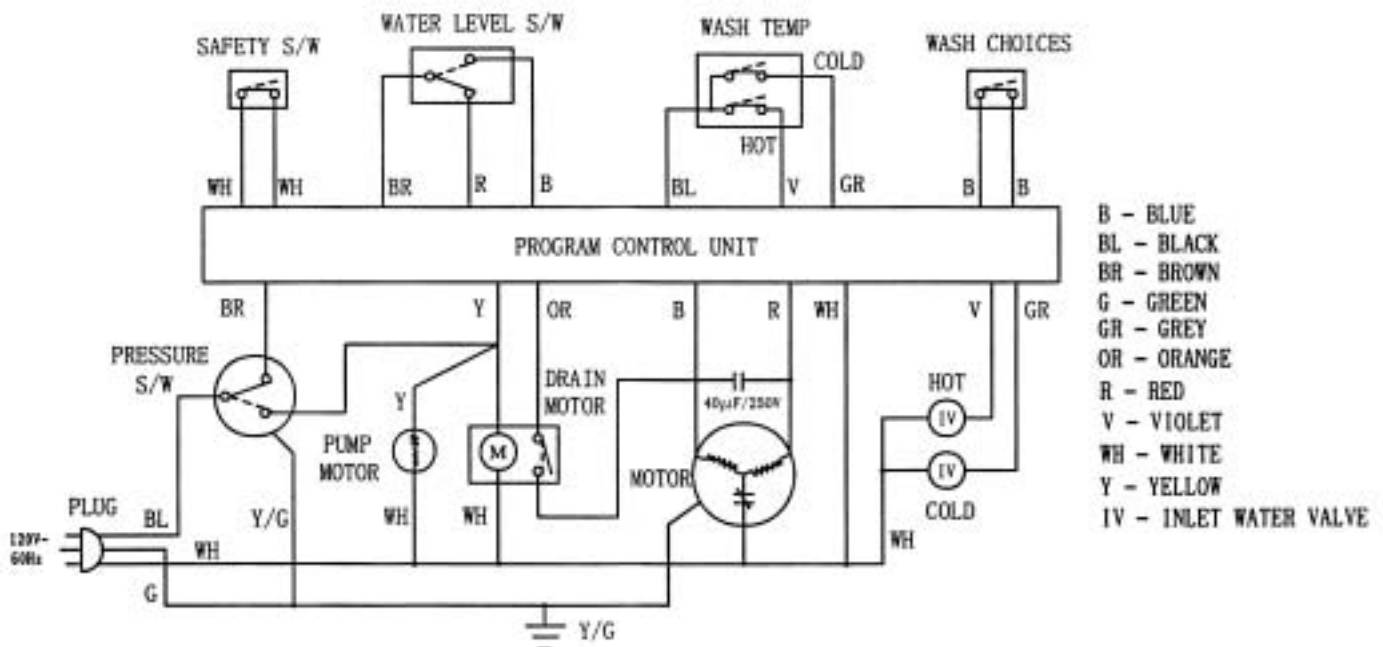 WATER LEVEL S/W
WASH TEMP
SAFETY S/W
WASH CHOICES
COLD
HOT
WH
WH
BR
R
B
BL
V
GR
B
B
PROGRAM CONTROL UNIT
BR
Y
OR
B
R
WH
V
GR
PRESSURE
S/W
DRAIN
MOTOR
40μμF/250V
HOT
IV
Y
PUMP
MOTOR
M
MOTOR
IV
COLD
PLUG
BL
Y/G
WH
WH
WH
120V~
60Hz
WH
G
Y/G
B - BLUE
BL - BLACK
BR - BROWN
G - GREEN
GR - GREY
OR - ORANGE
R - RED
V - VIOLET
WH - WHITE
Y - YELLOW
IV - INLET WATER VALVE